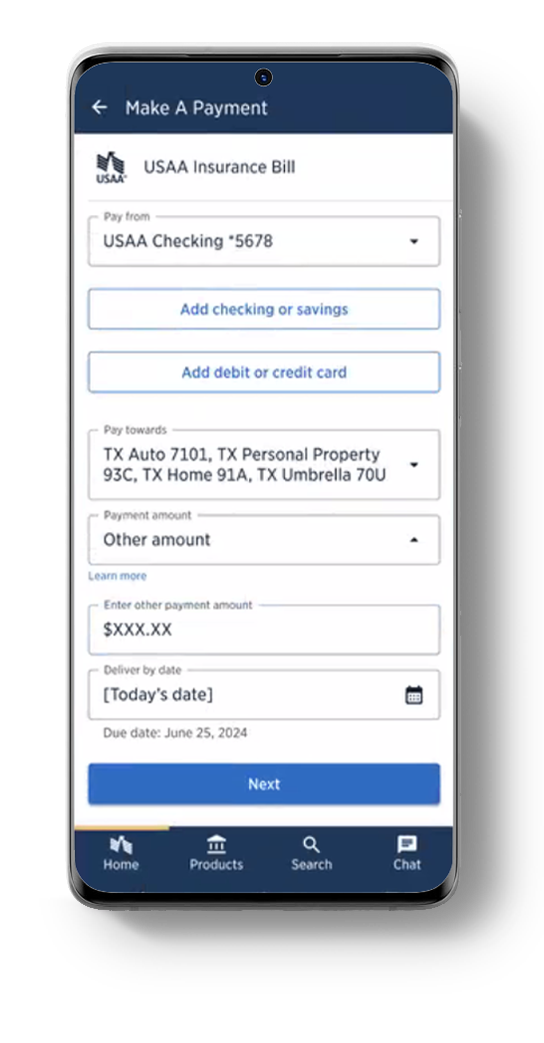 Make A Payment
USAA
USAA Insurance Bill
Pay from
USAA Checking *5678
Add checking or savings
Add debit or credit card
Pay towards
TX Auto 7101, TX Personal Property
93C, TX Home 91A, TX Umbrella 70U
Payment amount
Other amount
Learn more
Enter other payment amount
$XXX.XX
Deliver by date
[Today's date]
Due date: June 25, 2024
Next
Home
Products
Search
Chat